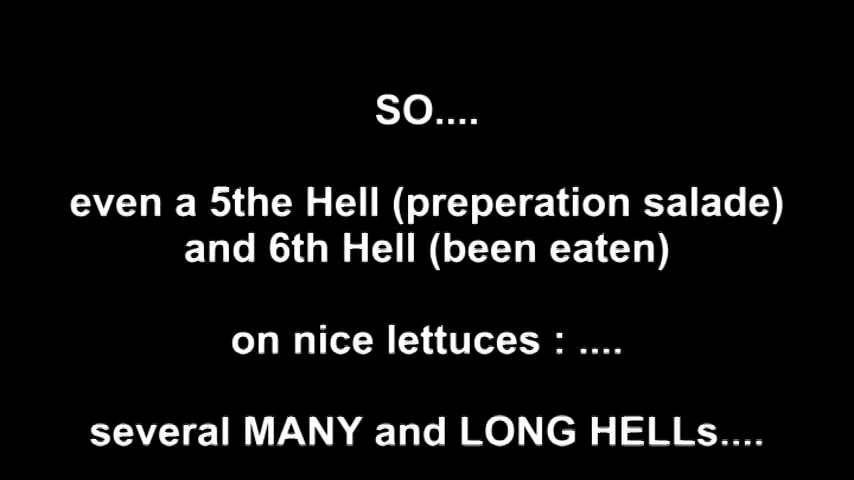 SO....
even a 5the Hell (preperation salade)
and 6th Hell (been eaten)
on nice lettuces : ....
several MANY and LONG HELLs....